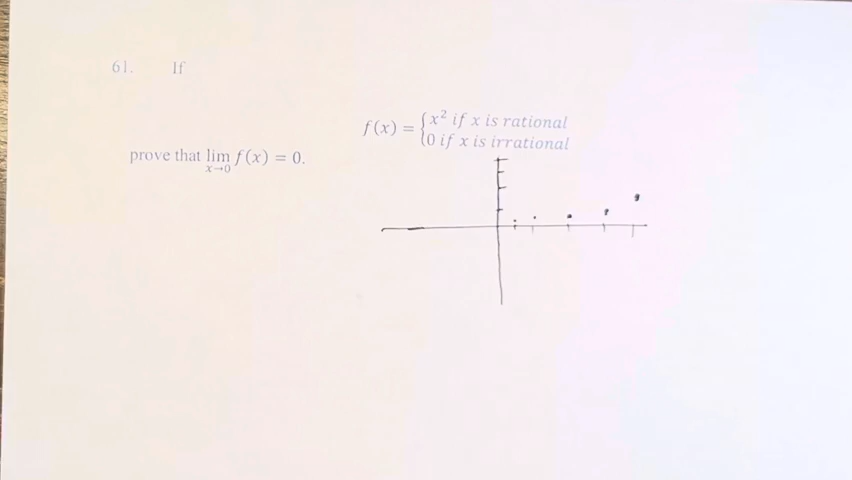 61. If
f(x) = { x² if x is rational
0 if x is irrational
prove that lim f(x) = 0.
x→0